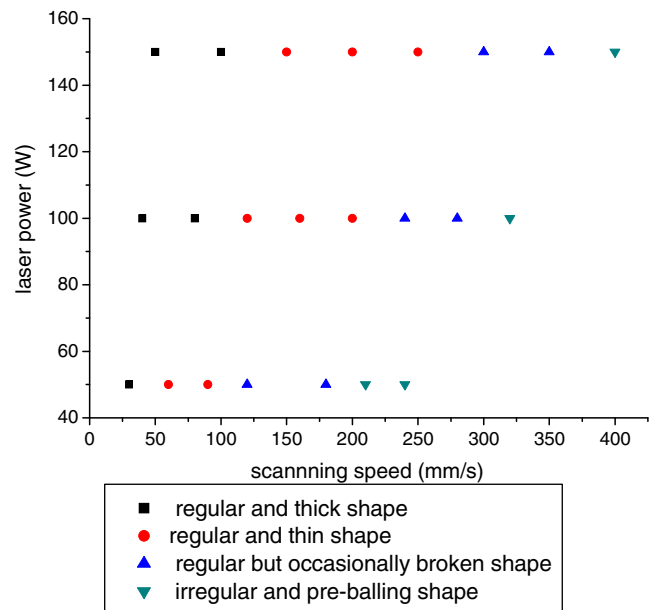 160
140
120
100
80
60
40
laser power (W)
0 50 100 150 200 250 300 350 400
scannning speed (mm/s)
regular and thick shape
regular and thin shape
regular but occasionally broken shape
irregular and pre-balling shape